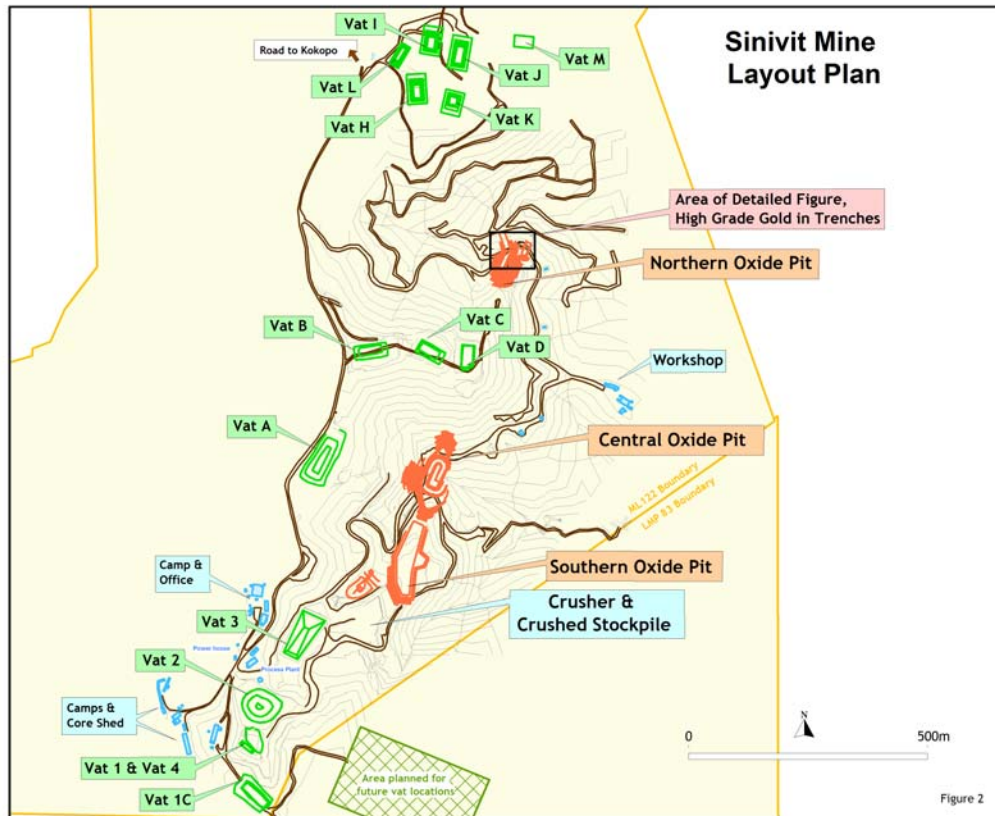 Sinivit Mine
Layout Plan
Vat I
Road to Kokopo
Vat M
Vat J
Vat L
Vat H
Vat K
Area of Detailed Figure,
High Grade Gold in Trenches
Northern Oxide Pit
Vat C
Vat B
Vat D
Workshop
Vat A
Central Oxide Pit
ML122 Boundary
LMP 83 Boundary
Camp &
Office
Southern Oxide Pit
Crusher &
Crushed Stockpile
Vat 3
Power house
Process Plant
Vat 2
Camps &
Core Shed
N
0
500m
Vat 1 & Vat 4
Area planned for
future vat locations
Vat 1C
Figure 2